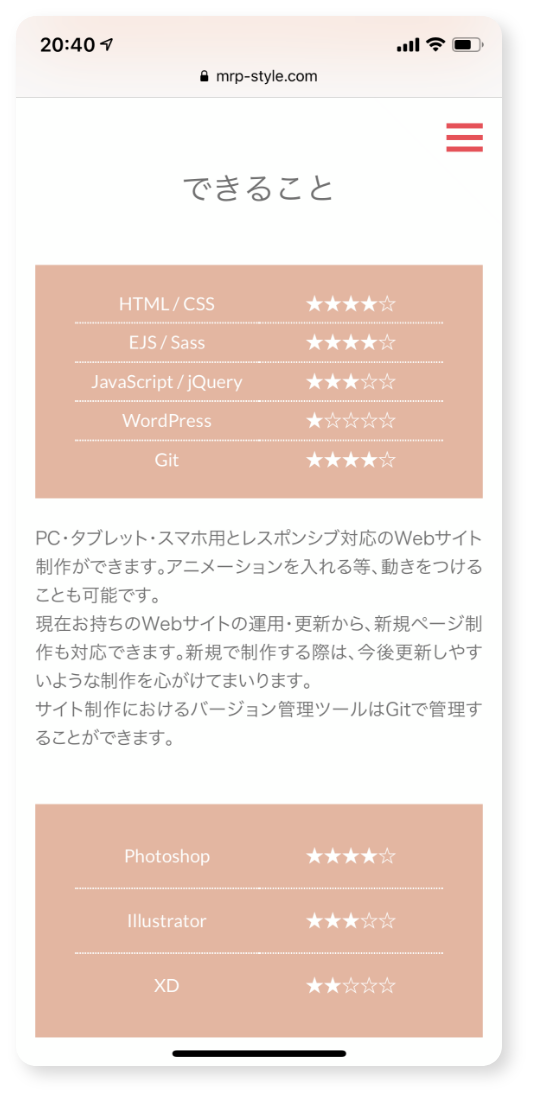 20:40
mrp-style.com
できること
HTML / CSS ★★★★☆
EJS / Sass ★★★★☆
JavaScript / jQuery ★★★☆☆
WordPress ★☆☆☆☆
Git ★★★★☆
PC・タブレット・スマホ用とレスポンシブ対応のWebサイト
制作ができます。アニメーションを入れる等、動きをつける
ことも可能です。
現在お持ちのWebサイトの運用・更新から、新規ページ制
作も対応できます。新規で制作する際は、今後更新しやす
いような制作を心がけてまいります。
サイト制作におけるバージョン管理ツールはGitで管理す
ることができます。
Photoshop ★★★★☆
Illustrator ★★★☆☆
XD ★★☆☆☆